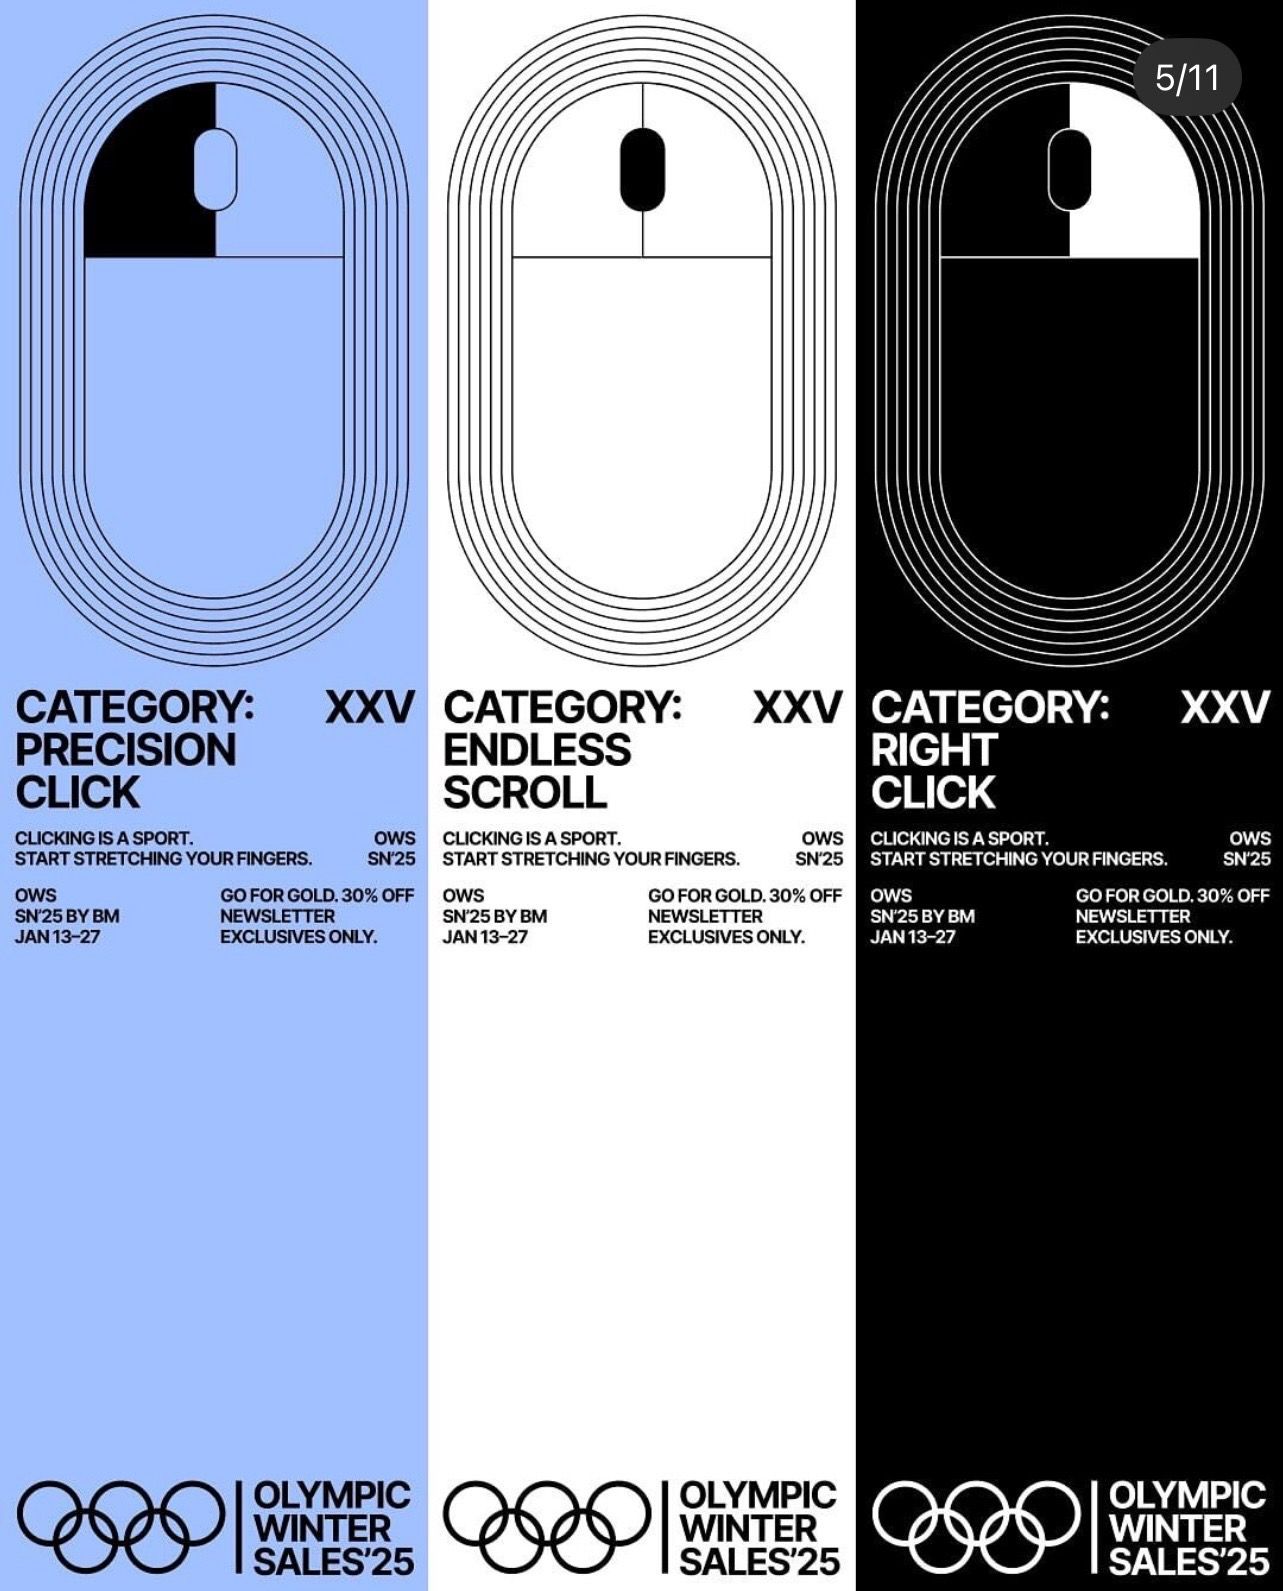 5/11
CATEGORY: XXV
PRECISION
CLICK
CLICKING IS A SPORT. OWS
START STRETCHING YOUR FINGERS. SN'25
OWS GO FOR GOLD. 30% OFF
SN'25 BY BM NEWSLETTER
JAN 13–27 EXCLUSIVES ONLY.
OLYMPIC
WINTER
SALES'25
CATEGORY: XXV
ENDLESS
SCROLL
CLICKING IS A SPORT. OWS
START STRETCHING YOUR FINGERS. SN'25
OWS GO FOR GOLD. 30% OFF
SN'25 BY BM NEWSLETTER
JAN 13–27 EXCLUSIVES ONLY.
OLYMPIC
WINTER
SALES'25
CATEGORY: XXV
RIGHT
CLICK
CLICKING IS A SPORT. OWS
START STRETCHING YOUR FINGERS. SN'25
OWS GO FOR GOLD. 30% OFF
SN'25 BY BM NEWSLETTER
JAN 13–27 EXCLUSIVES ONLY.
OLYMPIC
WINTER
SALES'25